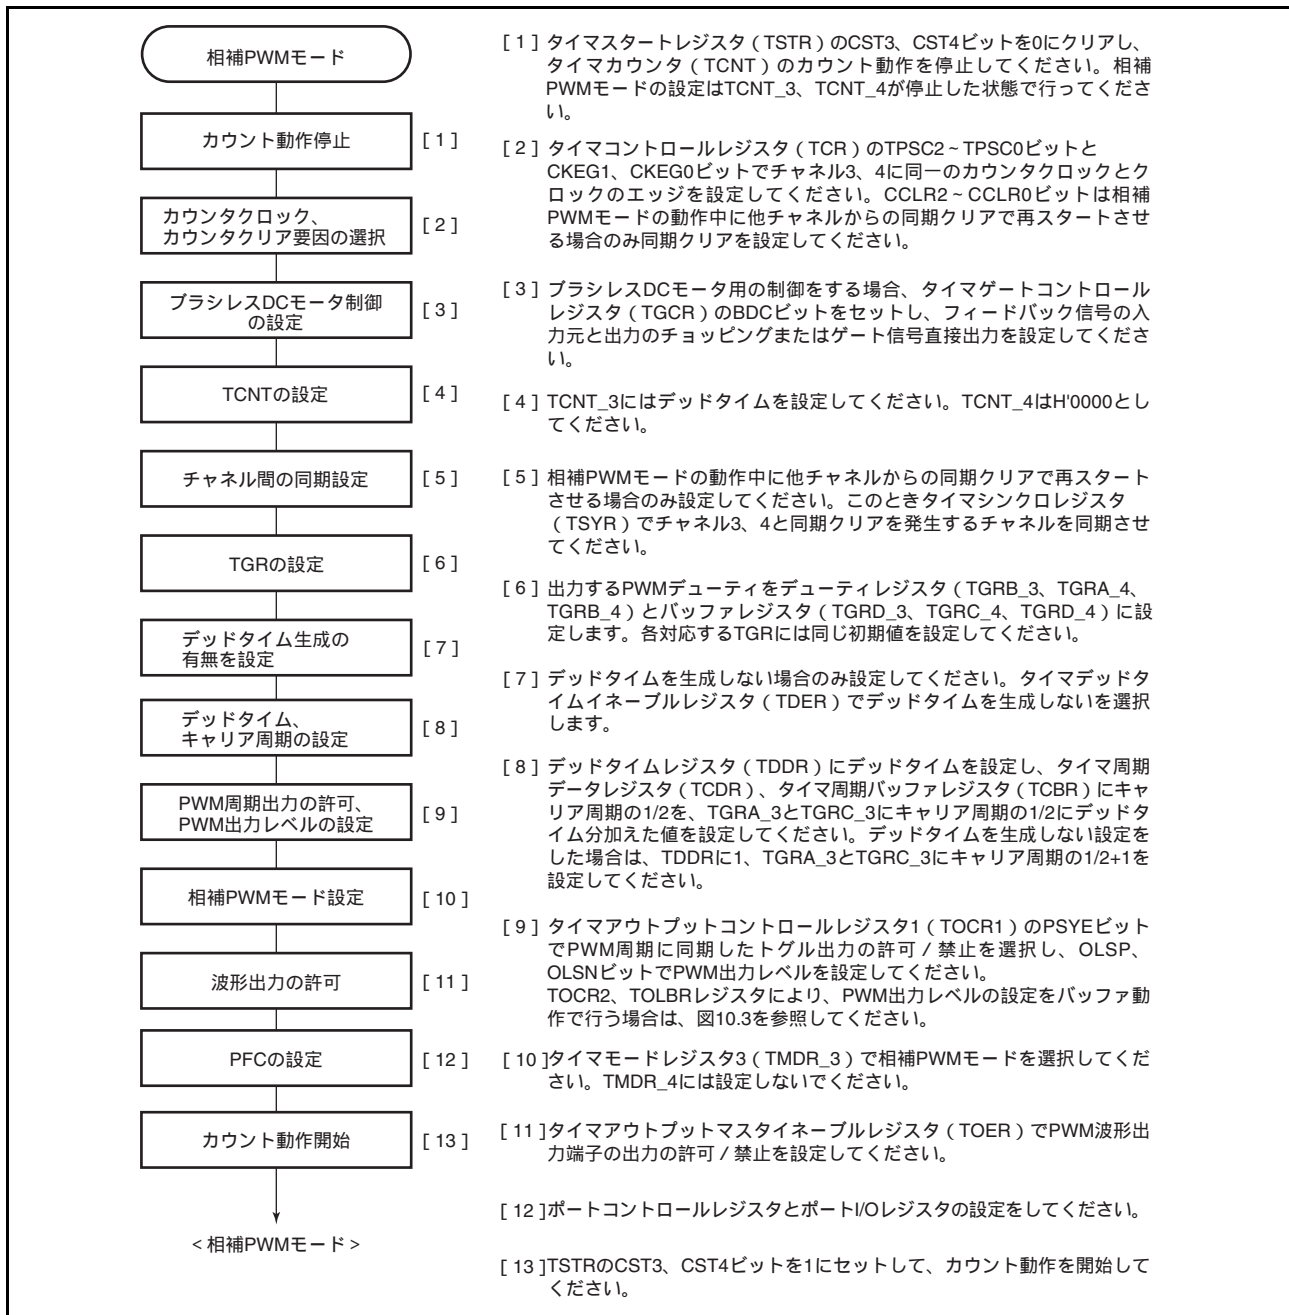 相補PWMモード
カウント動作停止
[ 1 ]
カウンタクロック、
カウンタクリア要因の選択
[ 2 ]
ブラシレスDCモータ制御
の設定
[ 3 ]
TCNTの設定
[ 4 ]
チャネル間の同期設定
[ 5 ]
TGRの設定
[ 6 ]
デッドタイム生成の
有無を設定
[ 7 ]
デッドタイム、
キャリア周期の設定
[ 8 ]
PWM周期出力の許可、
PWM出力レベルの設定
[ 9 ]
相補PWMモード設定
[ 10 ]
波形出力の許可
[ 11 ]
PFCの設定
[ 12 ]
カウント動作開始
[ 13 ]
< 相補PWMモード >
[ 1 ] タイマスタートレジスタ（TSTR）のCST3、CST4ビットを0にクリアし、
タイマカウンタ（TCNT）のカウント動作を停止してください。相補
PWMモードの設定はTCNT_3、TCNT_4が停止した状態で行ってくださ
い。
[ 2 ] タイマコントロールレジスタ（TCR）のTPSC2～TPSC0ビットと
CKEG1、CKEG0ビットでチャネル3、4に同一のカウンタクロックとク
ロックのエッジを設定してください。CCLR2～CCLR0ビットは相補
PWMモードの動作中に他チャネルからの同期クリアで再スタートさせ
る場合のみ同期クリアを設定してください。
[ 3 ] ブラシレスDCモータ用の制御をする場合、タイマゲートコントロール
レジスタ（TGCR）のBDCビットをセットし、フィードバック信号の入
力元と出力のチョッピングまたはゲート信号直接出力を設定してくださ
い。
[ 4 ] TCNT_3にはデッドタイムを設定してください。TCNT_4はH'0000とし
てください。
[ 5 ] 相補PWMモードの動作中に他チャネルからの同期クリアで再スタート
させる場合のみ設定してください。このときタイマシンクロレジスタ
（TSYR）でチャネル3、4と同期クリアを発生するチャネルを同期させ
てください。
[ 6 ] 出力するPWMデューティをデューティレジスタ（TGRB_3、TGRA_4、
TGRB_4）とバッファレジスタ（TGRD_3、TGRC_4、TGRD_4）に設
定します。各対応するTGRには同じ初期値を設定してください。
[ 7 ] デッドタイムを生成しない場合のみ設定してください。タイマデッドタ
イムイネーブルレジスタ（TDER）でデッドタイムを生成しないを選択
します。
[ 8 ] デッドタイムレジスタ（TDDR）にデッドタイムを設定し、タイマ周期
データレジスタ（TCDR）、タイマ周期バッファレジスタ（TCBR）にキャ
リア周期の1/2を、TGRA_3とTGRC_3にキャリア周期の1/2にデッドタ
イム分加えた値を設定してください。デッドタイムを生成しない設定を
した場合は、TDDRに1、TGRA_3とTGRC_3にキャリア周期の1/2+1を
設定してください。
[ 9 ] タイマアウトプットコントロールレジスタ1（TOCR1）のPSYEビット
でPWM周期に同期したトグル出力の許可／禁止を選択し、OLSP、
OLSNビットでPWM出力レベルを設定してください。
TOCR2、TOLBRレジスタにより、PWM出力レベルの設定をバッファ動
作で行う場合は、図10.3を参照してください。
[ 10 ]タイマモードレジスタ3（TMDR_3）で相補PWMモードを選択してくだ
さい。TMDR_4には設定しないでください。
[ 11 ]タイマアウトプットマスタイネーブルレジスタ（TOER）でPWM波形出
力端子の出力の許可／禁止を設定してください。
[ 12 ]ポートコントロールレジスタとポートI/Oレジスタの設定をしてください。
[ 13 ]TSTRのCST3、CST4ビットを1にセットして、カウント動作を開始して
ください。